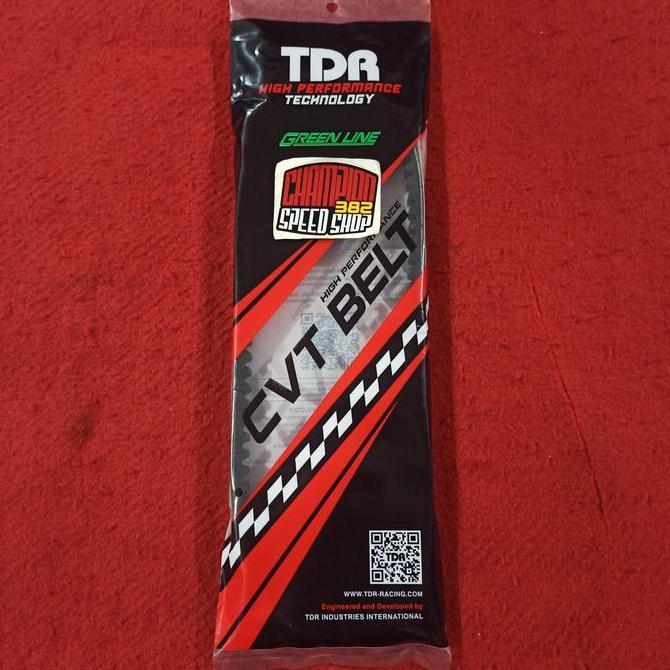 TDR
HIGH PERFORMANCE
TECHNOLOGY
GREEN LINE
CHAMPION
382
SPEED SHOP
HIGH PERFORMANCE
CVT BELT
TDR
WWW.TDR-RACING.COM
Engineered and Developed by
TDR INDUSTRIES INTERNATIONAL